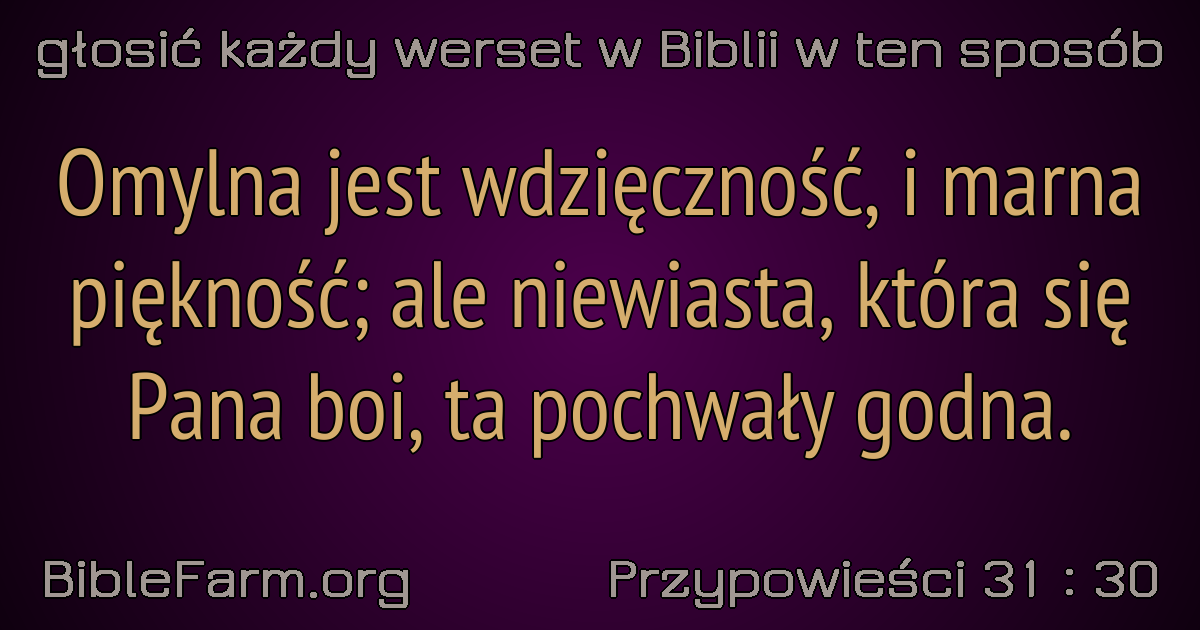 głosić każdy werset w Biblii w ten sposób
Omylna jest wdzięczność, i marna
piękność; ale niewiasta, która się
Pana boi, ta pochwały godna.
BibleFarm.org
Przypowieści 31 : 30